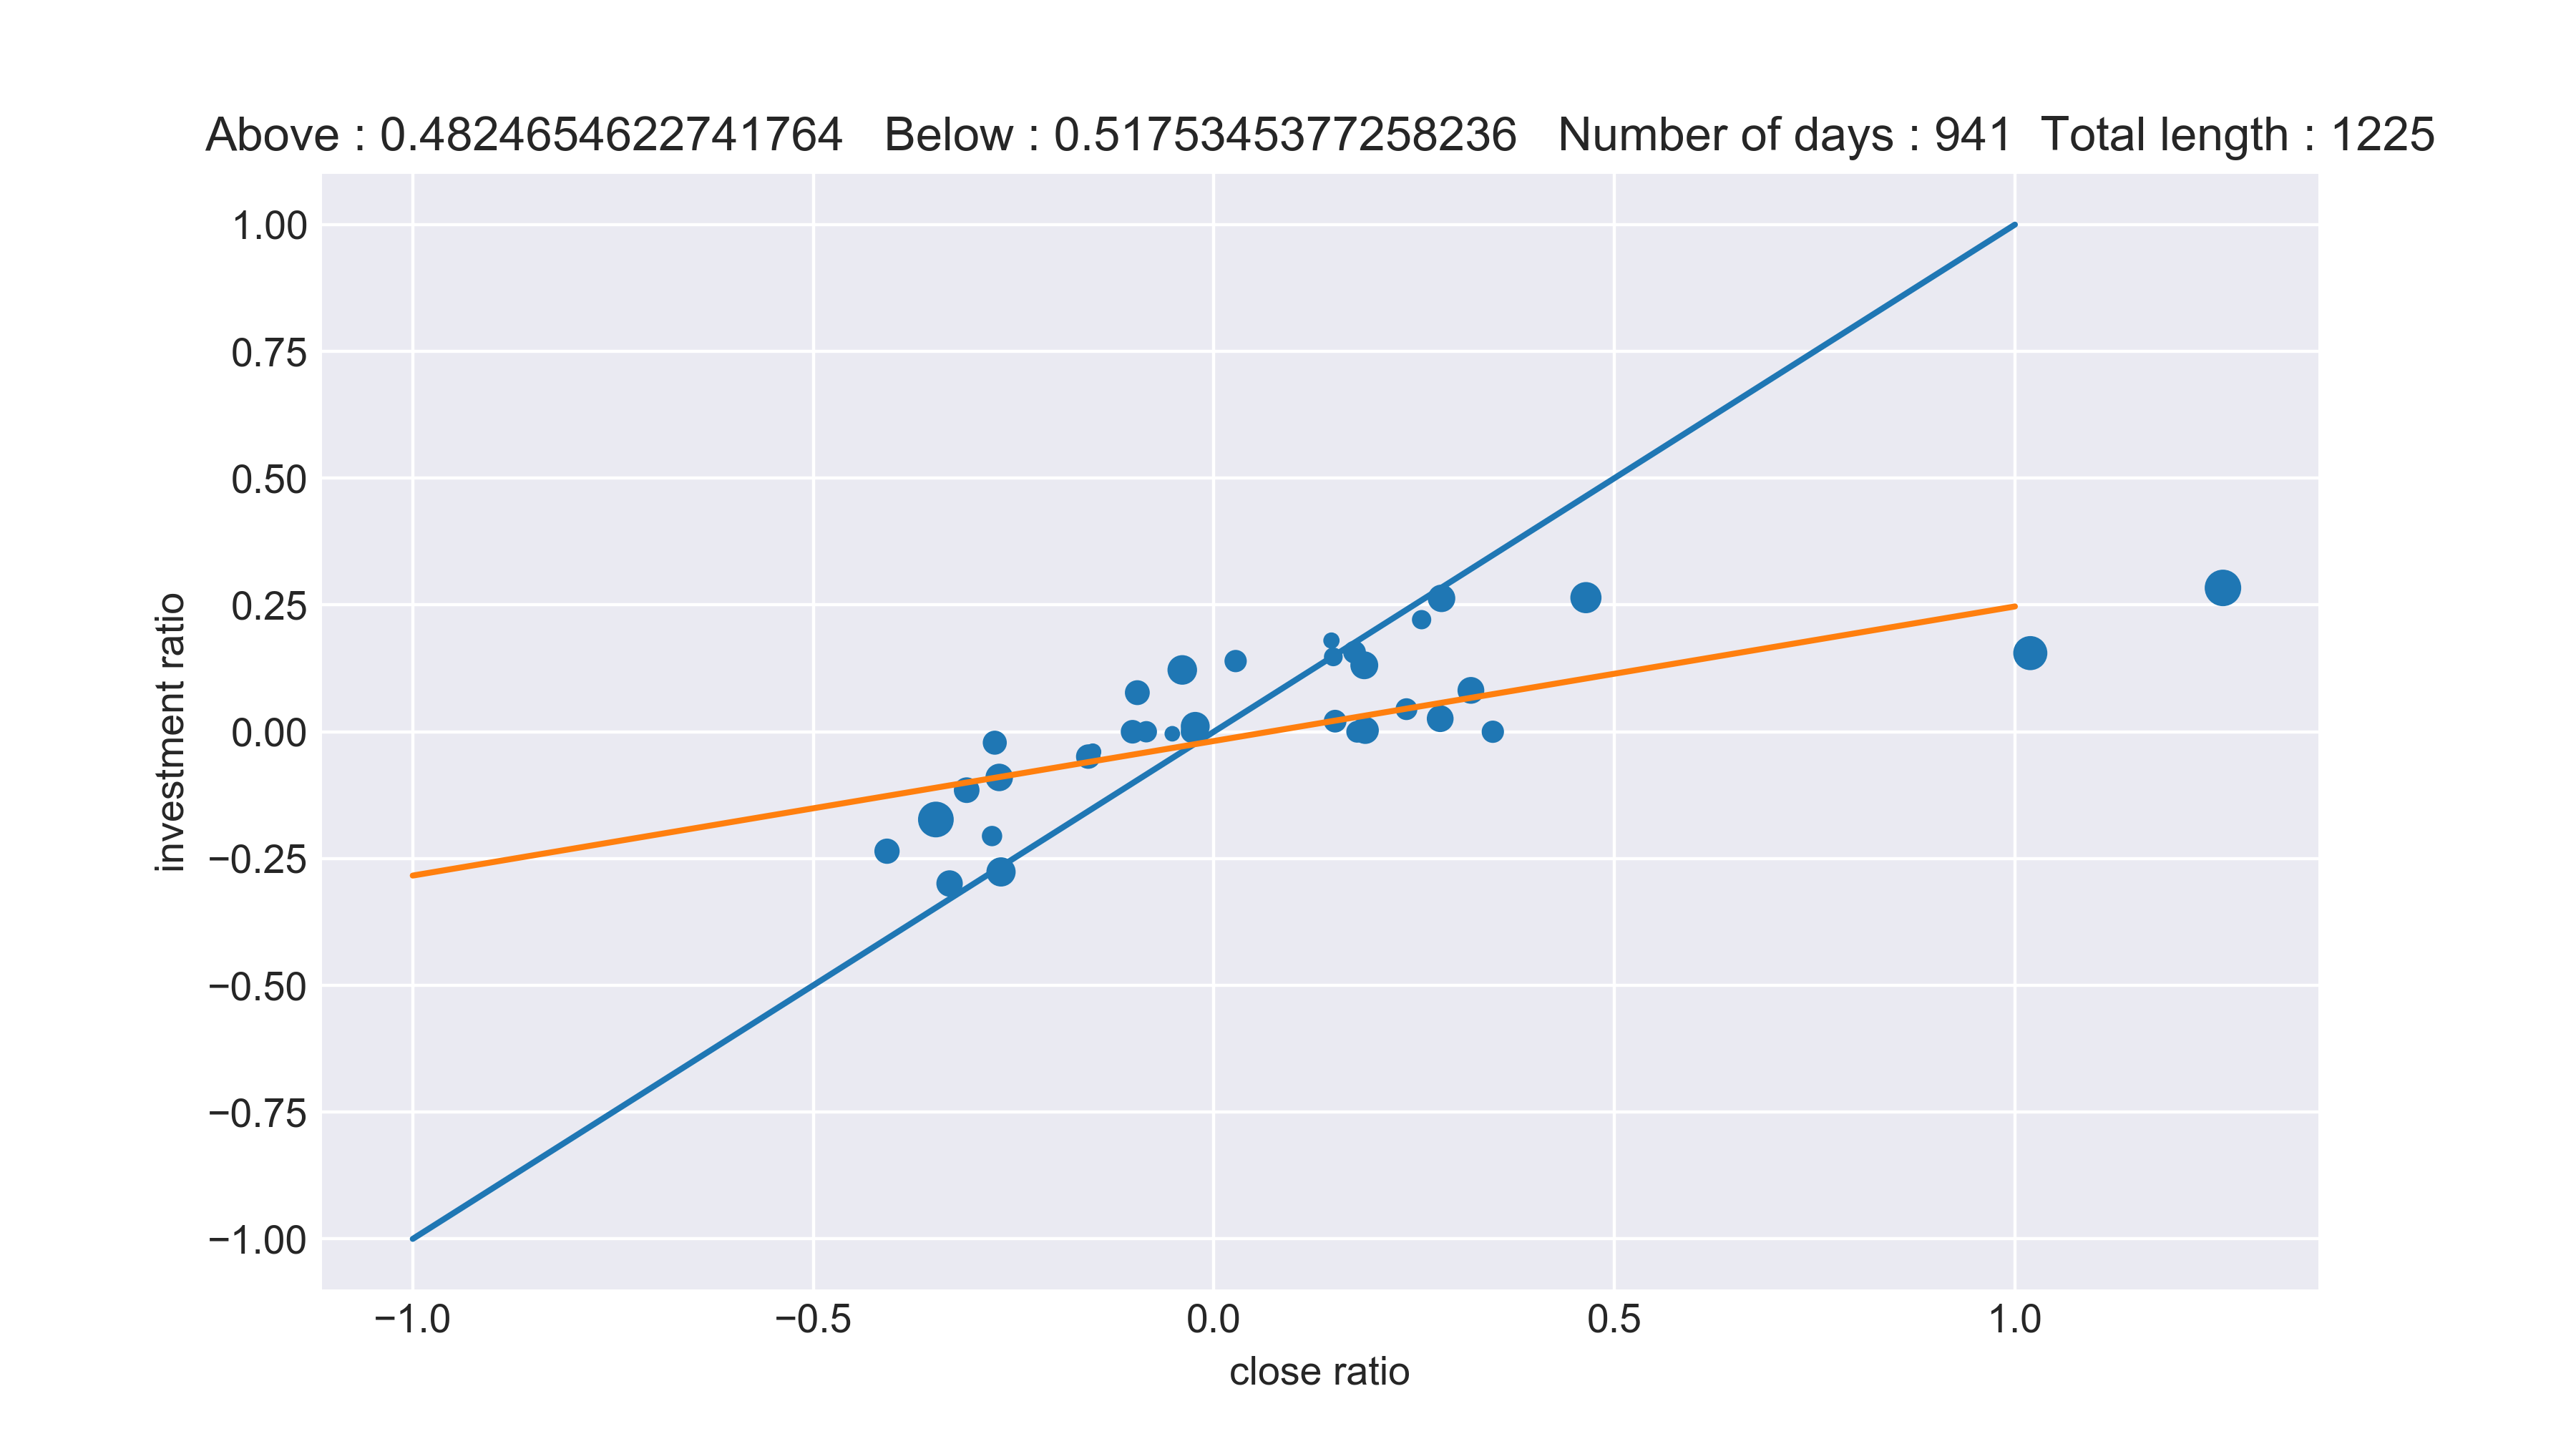 Above : 0.4824654622741764   Below : 0.5175345377258236   Number of days : 941  Total length : 1225
1.00
0.75
0.50
0.25
0.00
−0.25
−0.50
−0.75
−1.00
investment ratio
−1.0 −0.5 0.0 0.5 1.0
close ratio